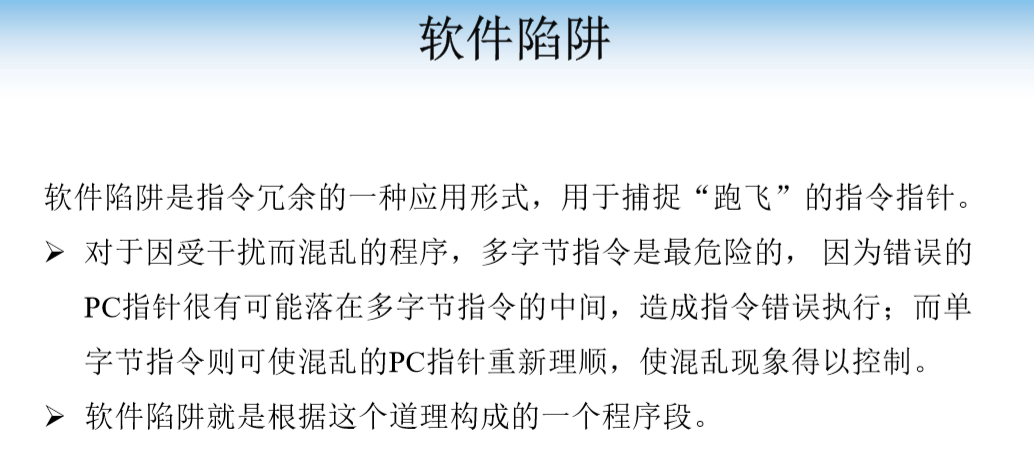 软件陷阱
软件陷阱是指令冗余的一种应用形式，用于捕捉“跑飞”的指令指针。
➢ 对于因受干扰而混乱的程序，多字节指令是最危险的， 因为错误的
PC指针很有可能落在多字节指令的中间，造成指令错误执行；而单
字节指令则可使混乱的PC指针重新理顺，使混乱现象得以控制。
➢ 软件陷阱就是根据这个道理构成的一个程序段。